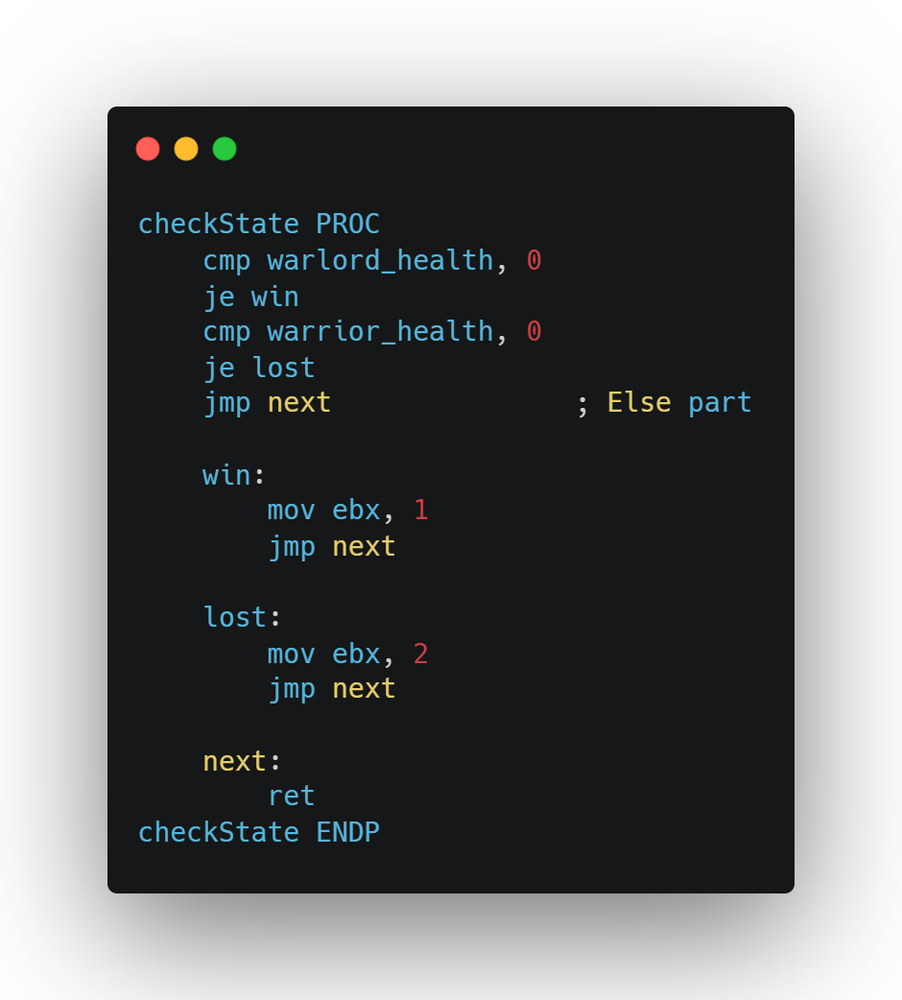 checkState PROC
    cmp warlord_health, 0
    je win
    cmp warrior_health, 0
    je lost
    jmp next               ; Else part

    win:
        mov ebx, 1
        jmp next

    lost:
        mov ebx, 2
        jmp next

    next:
        ret
checkState ENDP